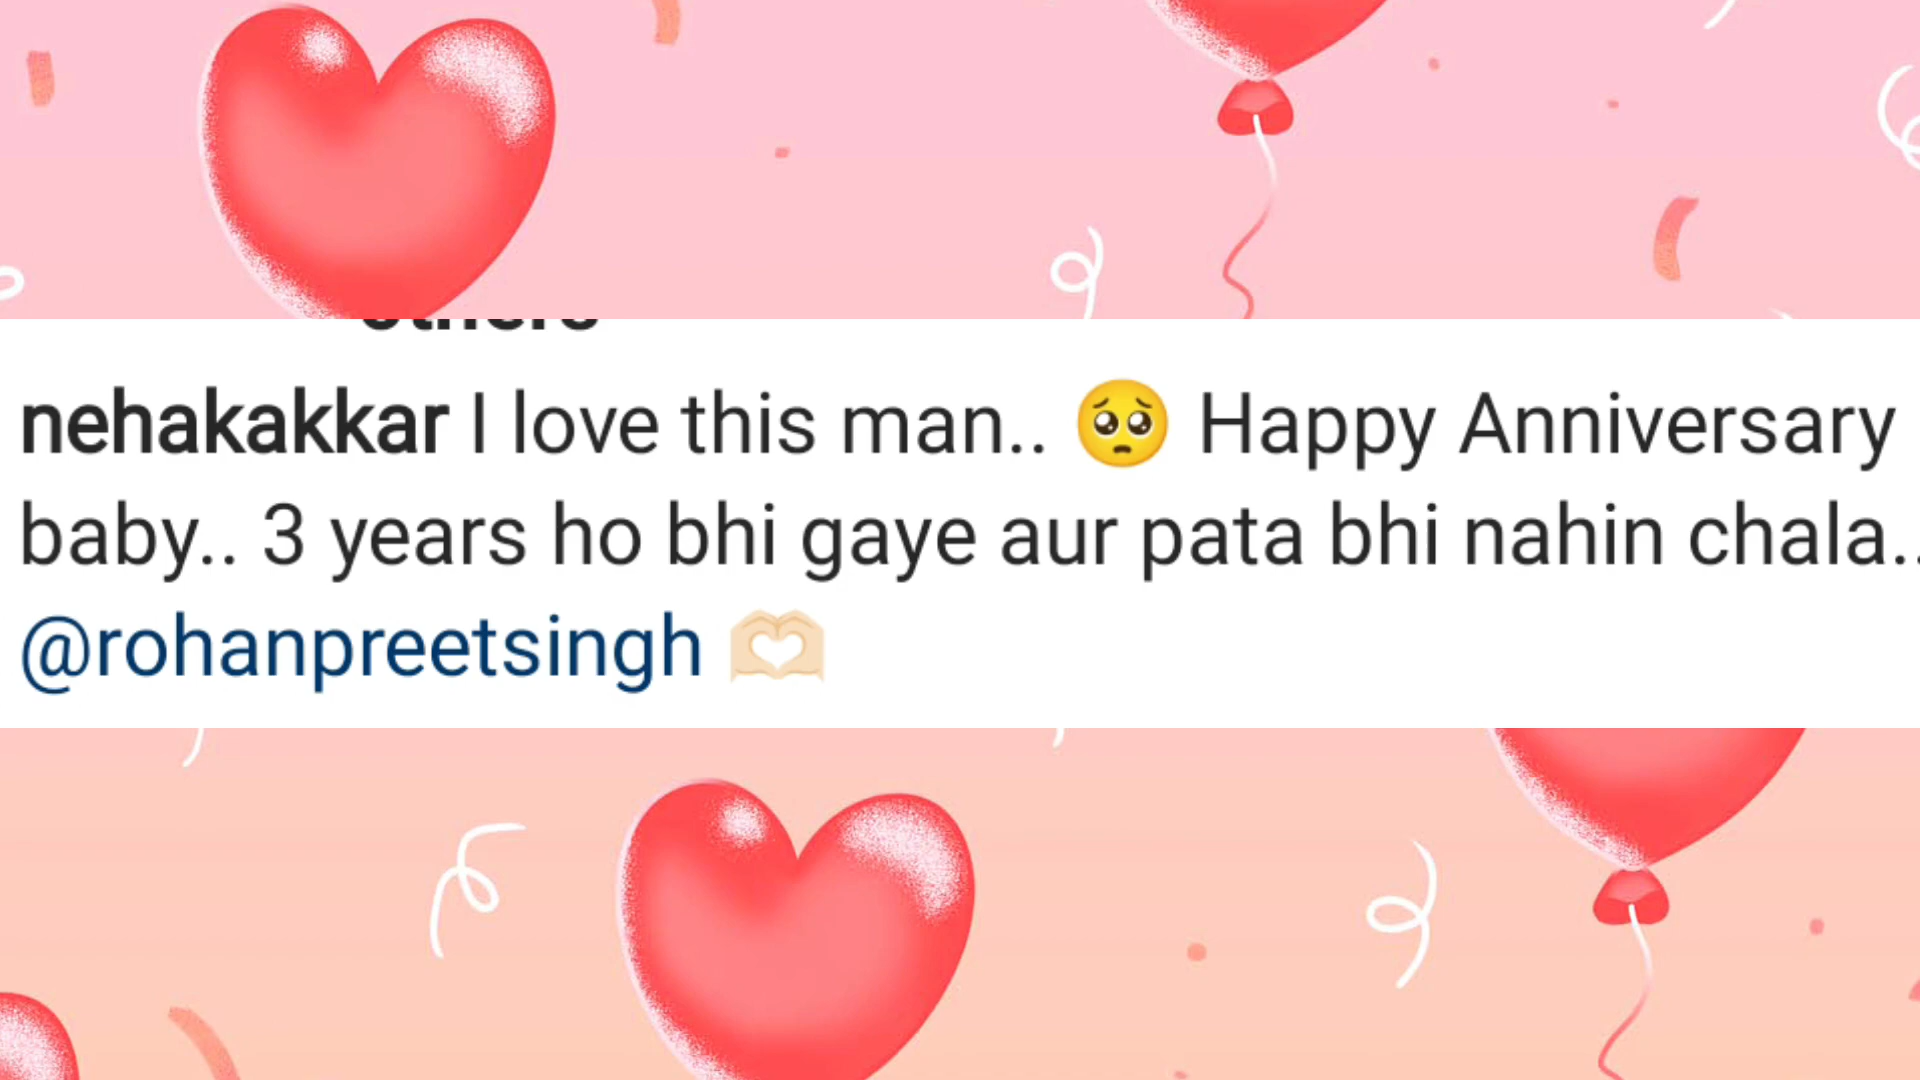 nehakakkar I love this man.. 🥺 Happy Anniversary
baby.. 3 years ho bhi gaye aur pata bhi nahin chala..
@rohanpreetsingh 🫶🏻